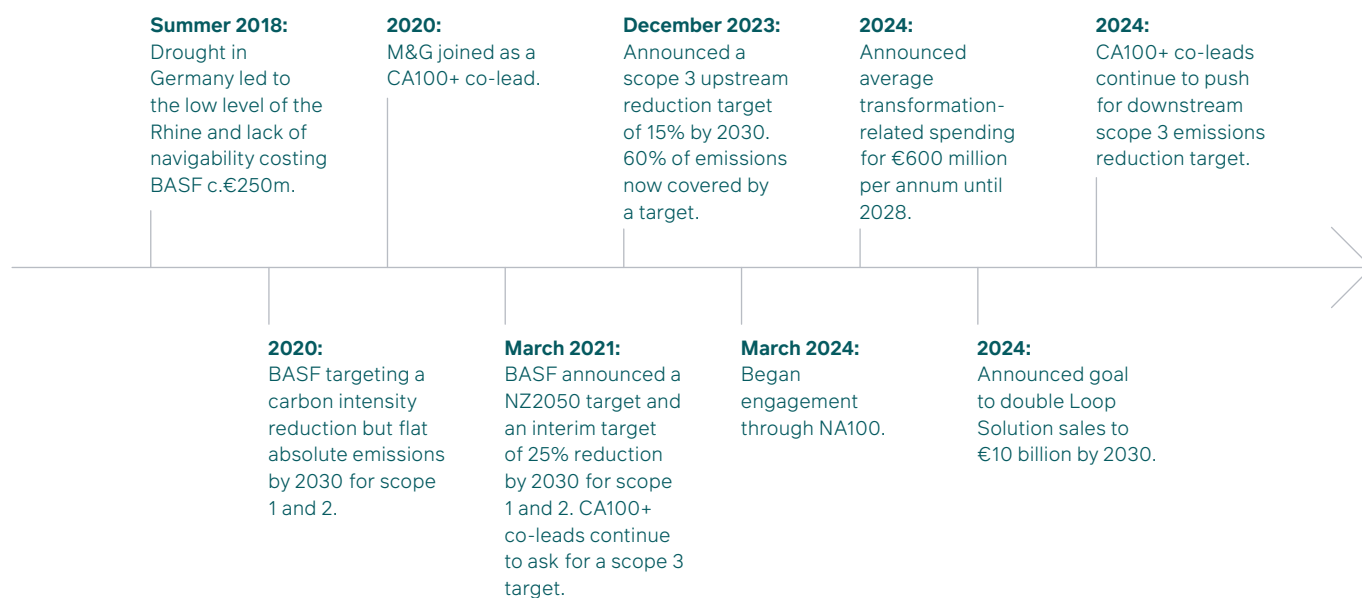 Summer 2018:
Drought in
Germany led to
the low level of the
Rhine and lack of
navigability costing
BASF c.€250m.
2020:
BASF targeting a
carbon intensity
reduction but flat
absolute emissions
by 2030 for scope
1 and 2.
2020:
M&G joined as a
CA100+ co-lead.
March 2021:
BASF announced a
NZ2050 target and
an interim target
of 25% reduction
by 2030 for scope
1 and 2. CA100+
co-leads continue
to ask for a scope 3
target.
December 2023:
Announced a
scope 3 upstream
reduction target
of 15% by 2030.
60% of emissions
now covered by
a target.
March 2024:
Began
engagement
through NA100.
2024:
Announced
average
transformation-
related spending
for €600 million
per annum until
2028.
2024:
Announced goal
to double Loop
Solution sales to
€10 billion by 2030.
2024:
CA100+ co-leads
continue to push
for downstream
scope 3 emissions
reduction target.